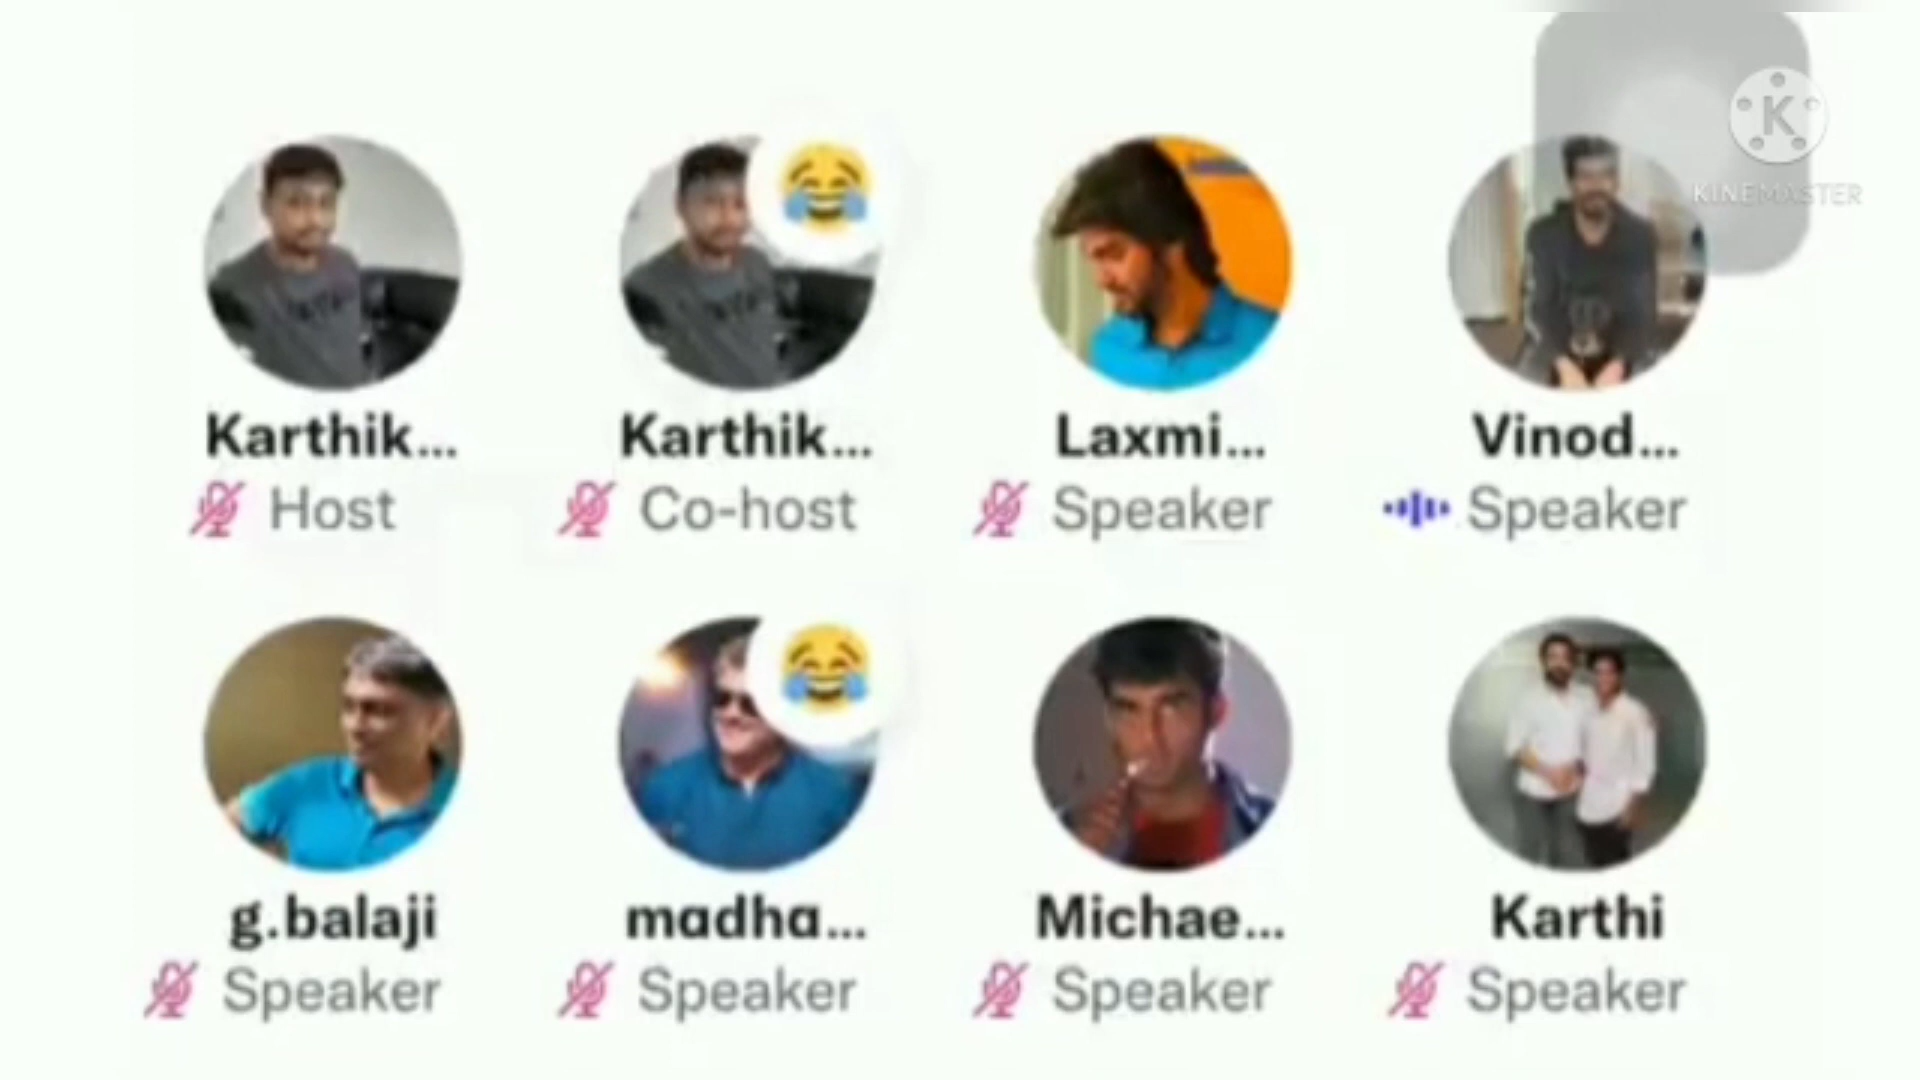 K
KINEMASTER
Karthik... Karthik... Laxmi... Vinod...
Host Co-host Speaker Speaker
g.balaji madha... Michae... Karthi
Speaker Speaker Speaker Speaker